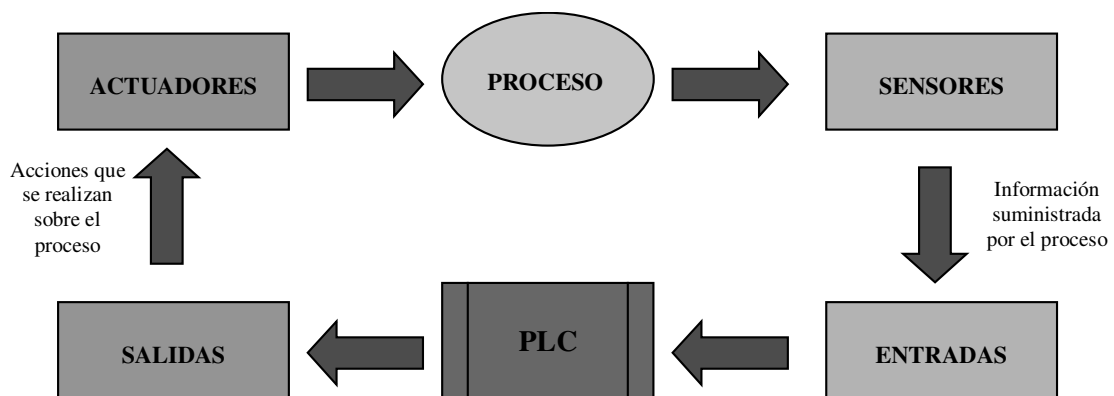 ACTUADORES
PROCESO
SENSORES
Acciones que
se realizan
sobre el
proceso
Información
suministrada
por el proceso
SALIDAS
PLC
ENTRADAS